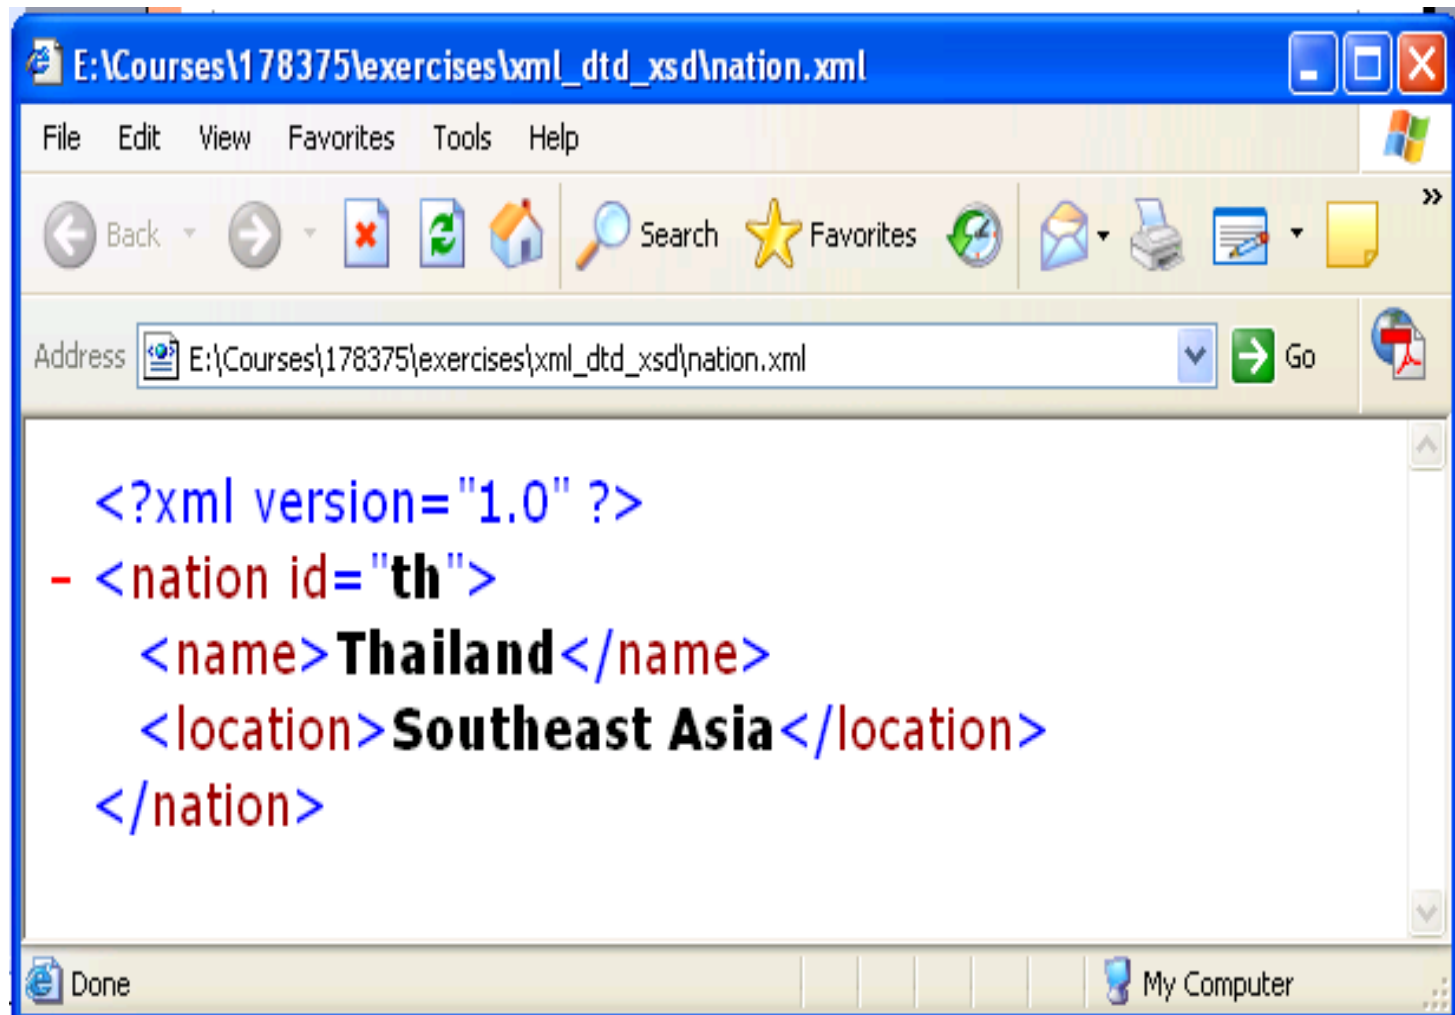 E:\Courses\178375\exercises\xml_dtd_xsd\nation.xml
File Edit View Favorites Tools Help
Back Search Favorites »
Address E:\Courses\178375\exercises\xml_dtd_xsd\nation.xml Go
<?xml version="1.0" ?>
- <nation id="th">
<name>Thailand</name>
<location>Southeast Asia</location>
</nation>
Done My Computer